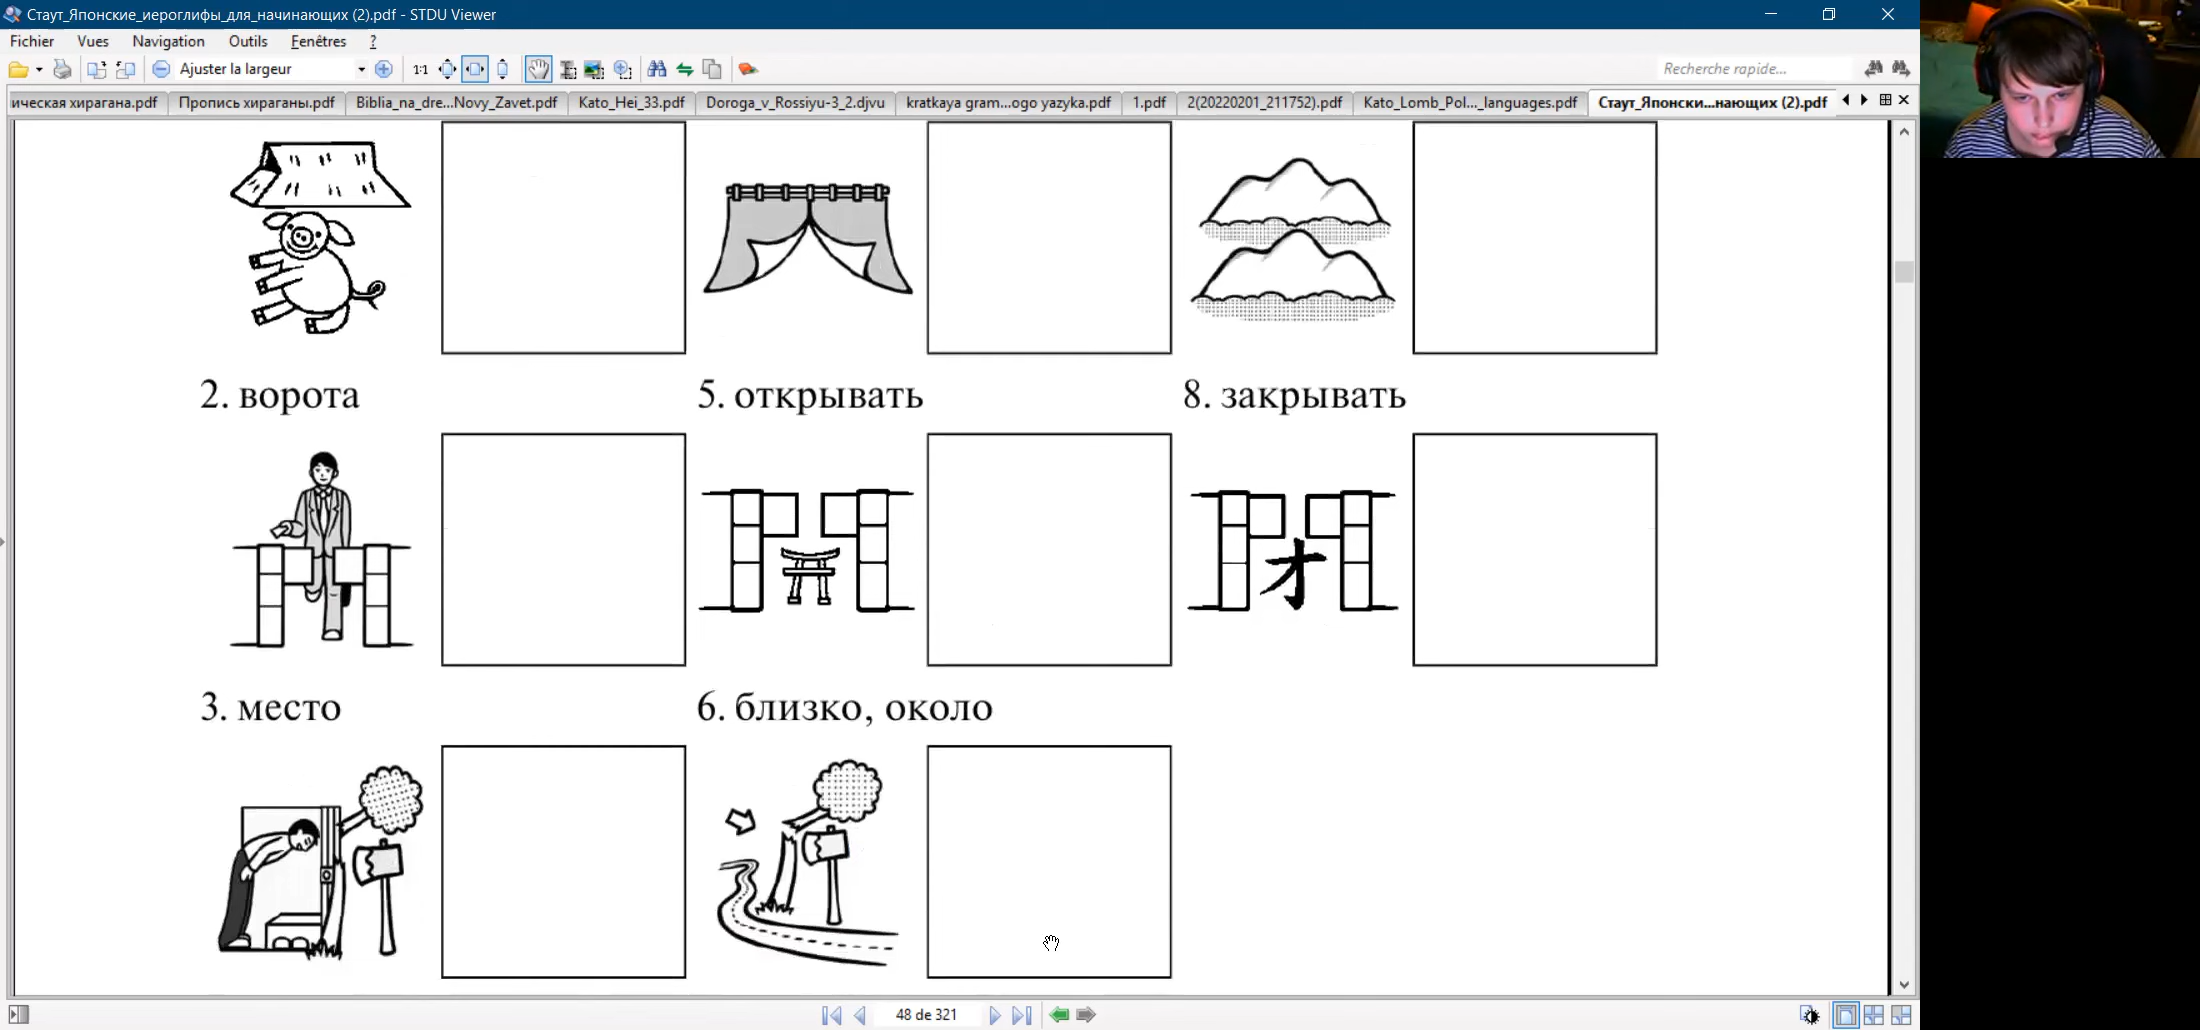 Стаут_Японские_иероглифы_для_начинающих (2).pdf - STDU Viewer
Fichier Vues Navigation Outils Fenêtres ?
Ajuster la largeur 1:1 Recherche rapide...
ическая хирагана.pdf Пропись хираганы.pdf Biblia_na_dre...Novy_Zavet.pdf Kato_Hei_33.pdf Doroga_v_Rossiyu-3_2.djvu kratkaya gram...ogo yazyka.pdf 1.pdf 2(20220201_211752).pdf Kato_Lomb_Pol..._languages.pdf Стаут_Японски...нающих (2).pdf
2. ворота 5. открывать 8. закрывать
才
3. место 6. близко, около
48 de 321